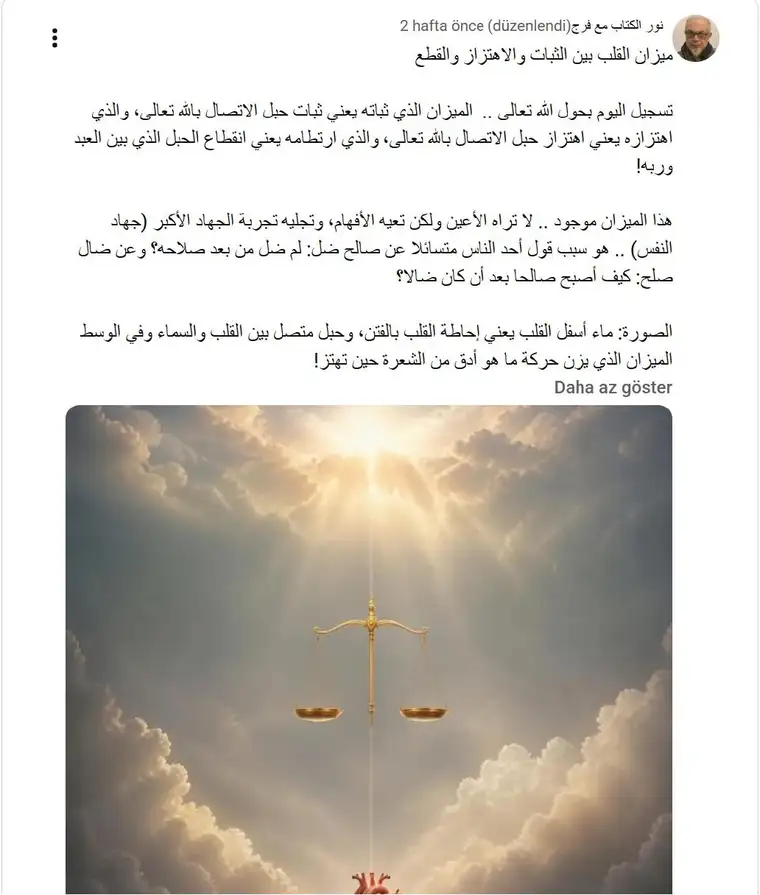 نور الكتاب مع فرج2 hafta önce (düzenlendi)
ميزان القلب بين الثبات والاهتزاز والقطع
تسجيل اليوم بحول الله تعالى .. الميزان الذي ثباته يعني ثبات حبل الاتصال بالله تعالى، والذي
اهتزازه يعني اهتزاز حبل الاتصال بالله تعالى، والذي ارتطامه يعني انقطاع الحبل الذي بين العبد
وربه!
هذا الميزان موجود .. لا تراه الأعين ولكن تعيه الأفهام، وتجليه تجربة الجهاد الأكبر (جهاد
النفس) .. هو سبب قول أحد الناس متسائلا عن صالح ضل: لم ضل من بعد صلاحه؟ وعن ضال
صلح: كيف أصبح صالحا بعد أن كان ضالا؟
الصورة: ماء أسفل القلب يعني إحاطة القلب بالفتن، وحبل متصل بين القلب والسماء وفي الوسط
الميزان الذي يزن حركة ما هو أدق من الشعرة حين تهتز!
Daha az göster